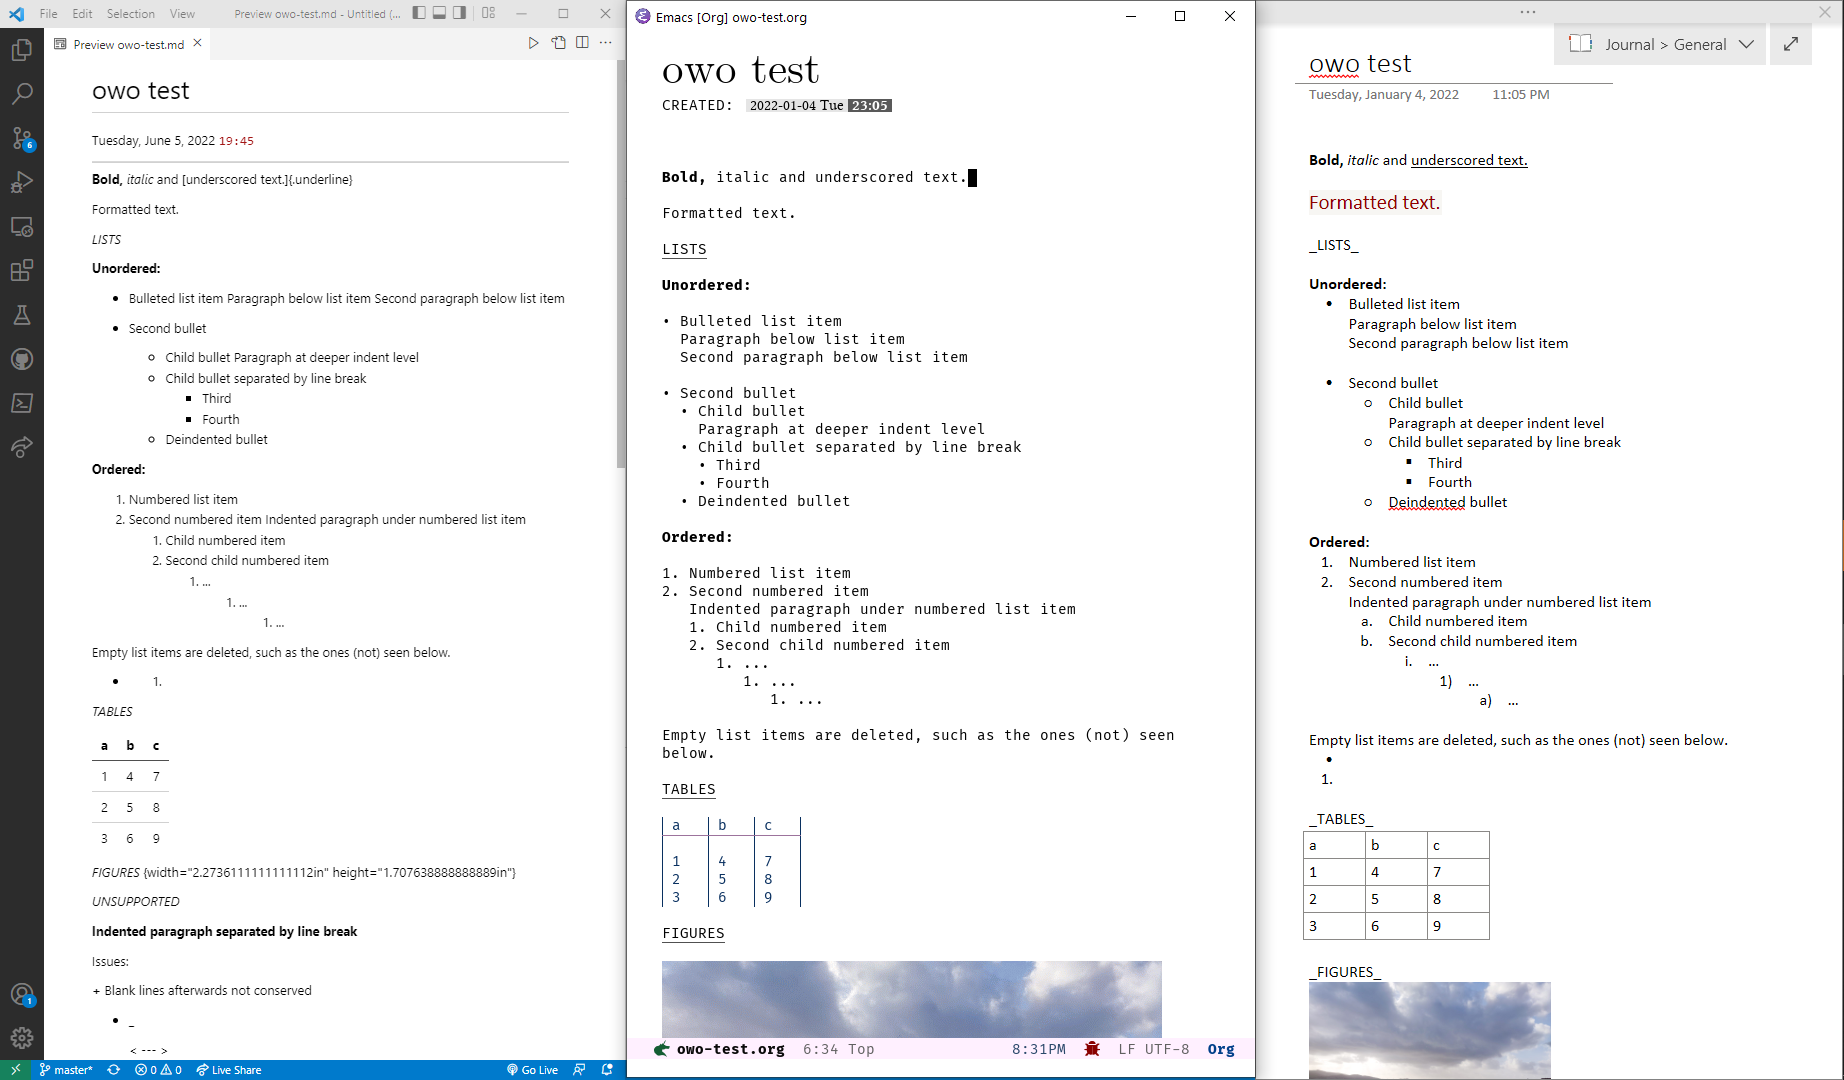 File Edit Selection View Preview owo-test.md - Untitled (...
Preview owo-test.md
owo test
Tuesday, June 5, 2022 19:45
Bold, italic and [underscored text.]{.underline}
Formatted text.
LISTS
Unordered:
• Bulleted list item Paragraph below list item Second paragraph below list item
• Second bullet
○ Child bullet Paragraph at deeper indent level
○ Child bullet separated by line break
▪ Third
▪ Fourth
○ Deindented bullet
Ordered:
1. Numbered list item
2. Second numbered item Indented paragraph under numbered list item
1. Child numbered item
2. Second child numbered item
1. ...
1. ...
1. ...
Empty list items are deleted, such as the ones (not) seen below.
• 1.
TABLES
a b c
1 4 7
2 5 8
3 6 9
FIGURES {width="2.2736111111111112in" height="1.707638888888889in"}
UNSUPPORTED
Indented paragraph separated by line break
Issues:
+ Blank lines afterwards not conserved
• _
< --- >
6
1
master* 0 0 Live Share Go Live
Emacs [Org] owo-test.org
owo test
CREATED: 2022-01-04 Tue 23:05
Bold, italic and underscored text.
Formatted text.
LISTS
Unordered:
• Bulleted list item
Paragraph below list item
Second paragraph below list item
• Second bullet
• Child bullet
Paragraph at deeper indent level
• Child bullet separated by line break
• Third
• Fourth
• Deindented bullet
Ordered:
1. Numbered list item
2. Second numbered item
Indented paragraph under numbered list item
1. Child numbered item
2. Second child numbered item
1. ...
1. ...
1. ...
Empty list items are deleted, such as the ones (not) seen
below.
TABLES
a b c
1 4 7
2 5 8
3 6 9
FIGURES
owo-test.org 6:34 Top 8:31PM LF UTF-8 Org
Journal > General
owo test
Tuesday, January 4, 2022 11:05 PM
Bold, italic and underscored text.
Formatted text.
_LISTS_
Unordered:
• Bulleted list item
Paragraph below list item
Second paragraph below list item
• Second bullet
○ Child bullet
Paragraph at deeper indent level
○ Child bullet separated by line break
▪ Third
▪ Fourth
○ Deindented bullet
Ordered:
1. Numbered list item
2. Second numbered item
Indented paragraph under numbered list item
a. Child numbered item
b. Second child numbered item
i. ...
1) ...
a) ...
Empty list items are deleted, such as the ones (not) seen below.
•
1.
_TABLES_
a b c
1 4 7
2 5 8
3 6 9
_FIGURES_